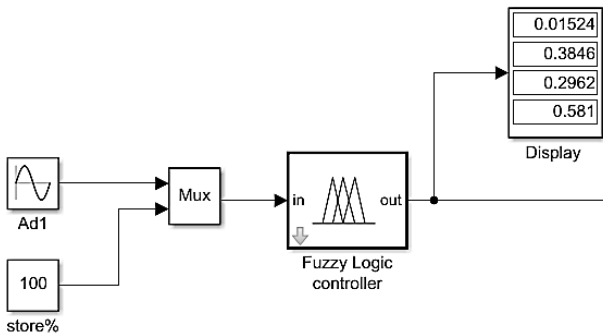 0.01524
0.3846
0.2962
0.581
Display
Ad1
Mux
in
out
Fuzzy Logic
controller
100
store%